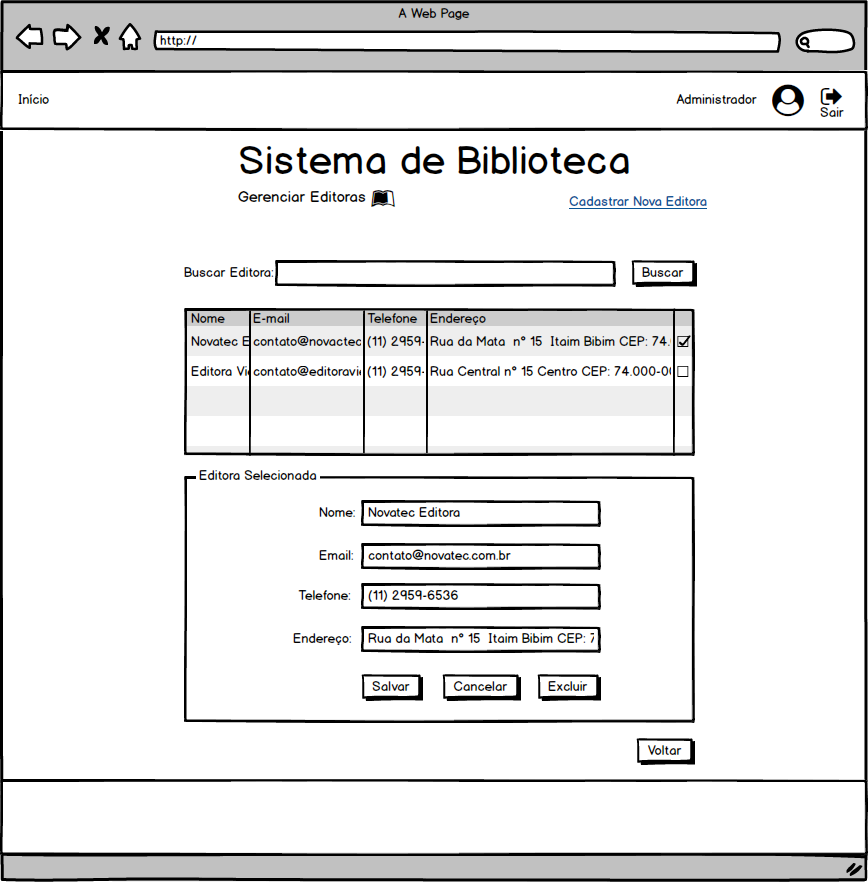 A Web Page
http://
Início
Administrador
Sair
Sistema de Biblioteca
Gerenciar Editoras
Cadastrar Nova Editora
Buscar Editora:
Buscar
Nome E-mail Telefone Endereço
Novatec E contato@novactec (11) 2959- Rua da Mata nº 15 Itaim Bibim CEP: 74.
Editora Vi contato@editoravi (11) 2959- Rua Central nº 15 Centro CEP: 74.000-00
Editora Selecionada
Nome: Novatec Editora
Email: contato@novatec.com.br
Telefone: (11) 2959-6536
Endereço: Rua da Mata nº 15 Itaim Bibim CEP: 7
Salvar Cancelar Excluir
Voltar